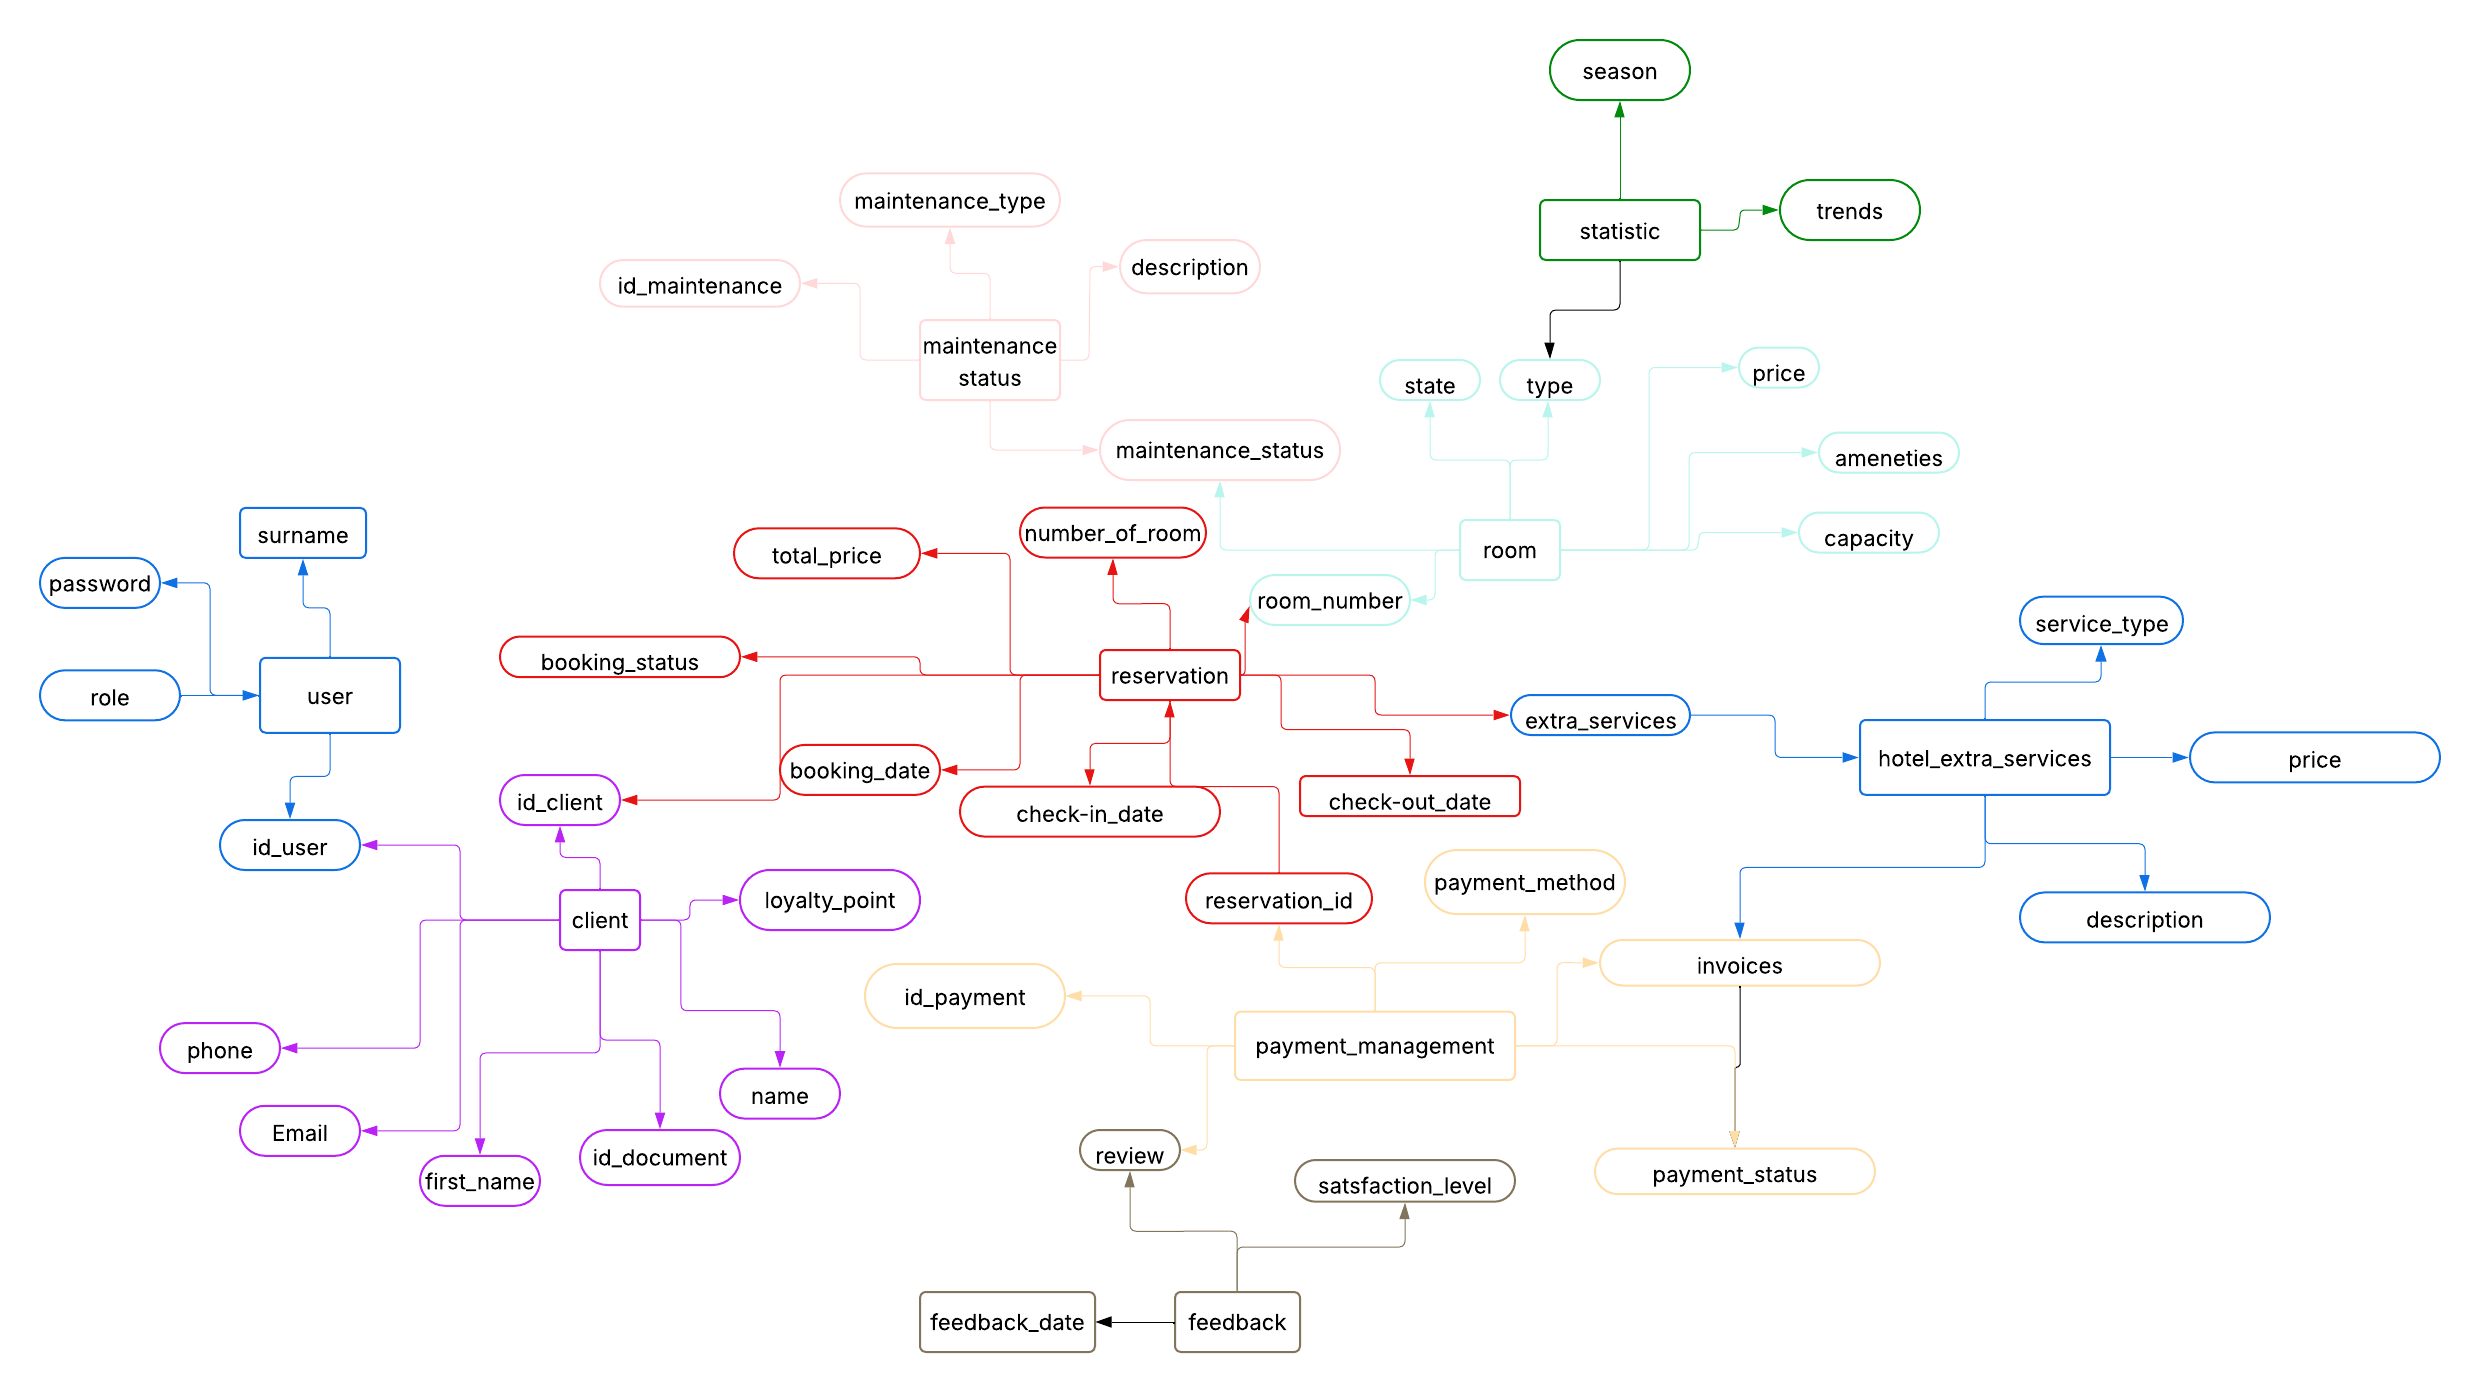 season
trends
statistic
maintenance_type
description
id_maintenance
maintenance
status
state
type
price
maintenance_status
ameneties
capacity
surname
password
total_price
number_of_room
room
room_number
service_type
booking_status
reservation
role
user
extra_services
hotel_extra_services
price
booking_date
id_client
check-in_date
check-out_date
id_user
loyalty_point
client
reservation_id
payment_method
description
invoices
id_payment
payment_management
phone
name
Email
first_name
id_document
review
satsfaction_level
payment_status
feedback_date
feedback